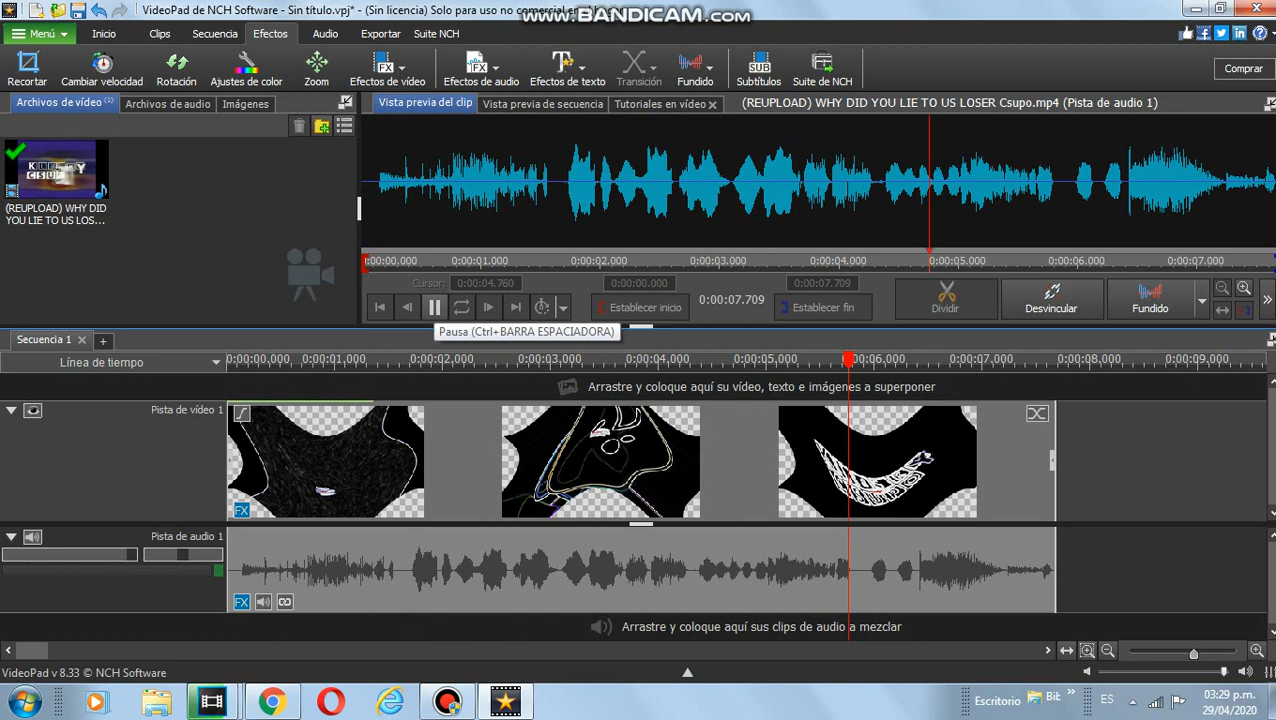 VideoPad de NCH Software - Sin título.vpj* - (Sin licencia) Solo para uso no comercial
www.BANDICAM.com
Menú Inicio Clips Secuencia Efectos Audio Exportar Suite NCH
Recortar Cambiar velocidad Rotación Ajustes de color Zoom Efectos de vídeo Efectos de audio Efectos de texto Transición Fundido Subtítulos Suite de NCH Comprar
FX FX SUB
Archivos de vídeo (1) Archivos de audio Imágenes
Vista previa del clip Vista previa de secuencia Tutoriales en vídeo (REUPLOAD) WHY DID YOU LIE TO US LOSER Csupo.mp4 (Pista de audio 1)
(REUPLOAD) WHY DID
YOU LIE TO US LOS...
0:00:00.000 0:00:01.000 0:00:02.000 0:00:03.000 0:00:04.000 0:00:05.000 0:00:06.000 0:00:07.000
Cursor: 0:00:04.760 0:00:00.000 0:00:07.709
Establecer inicio 0:00:07.709 Establecer fin Dividir Desvincular Fundido
Pausa (Ctrl+BARRA ESPACIADORA)
Secuencia 1
Línea de tiempo 0:00:00,000 0:00:01,000 0:00:02,000 0:00:03,000 0:00:04,000 0:00:05,000 0:00:06,000 0:00:07,000 0:00:08,000 0:00:09,000
Arrastre y coloque aquí su vídeo, texto e imágenes a superponer
Pista de vídeo 1
FX
Pista de audio 1
FX
Arrastre y coloque aquí sus clips de audio a mezclar
VideoPad v 8.33 © NCH Software
Escritorio Bib ES 03:29 p.m.
29/04/2020